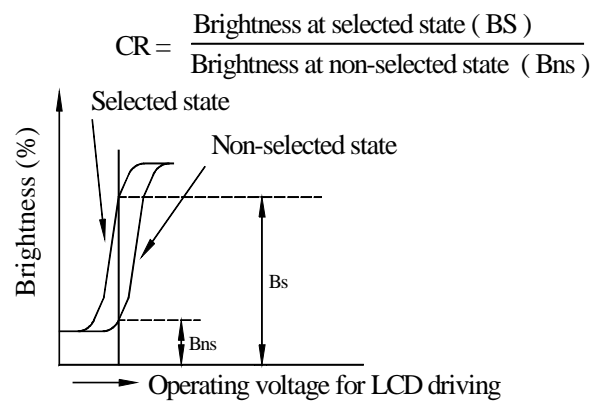 CR = Brightness at selected state ( BS ) / Brightness at non-selected state ( Bns )
Selected state
Non-selected state
Brightness (%)
Bs
Bns
Operating voltage for LCD driving